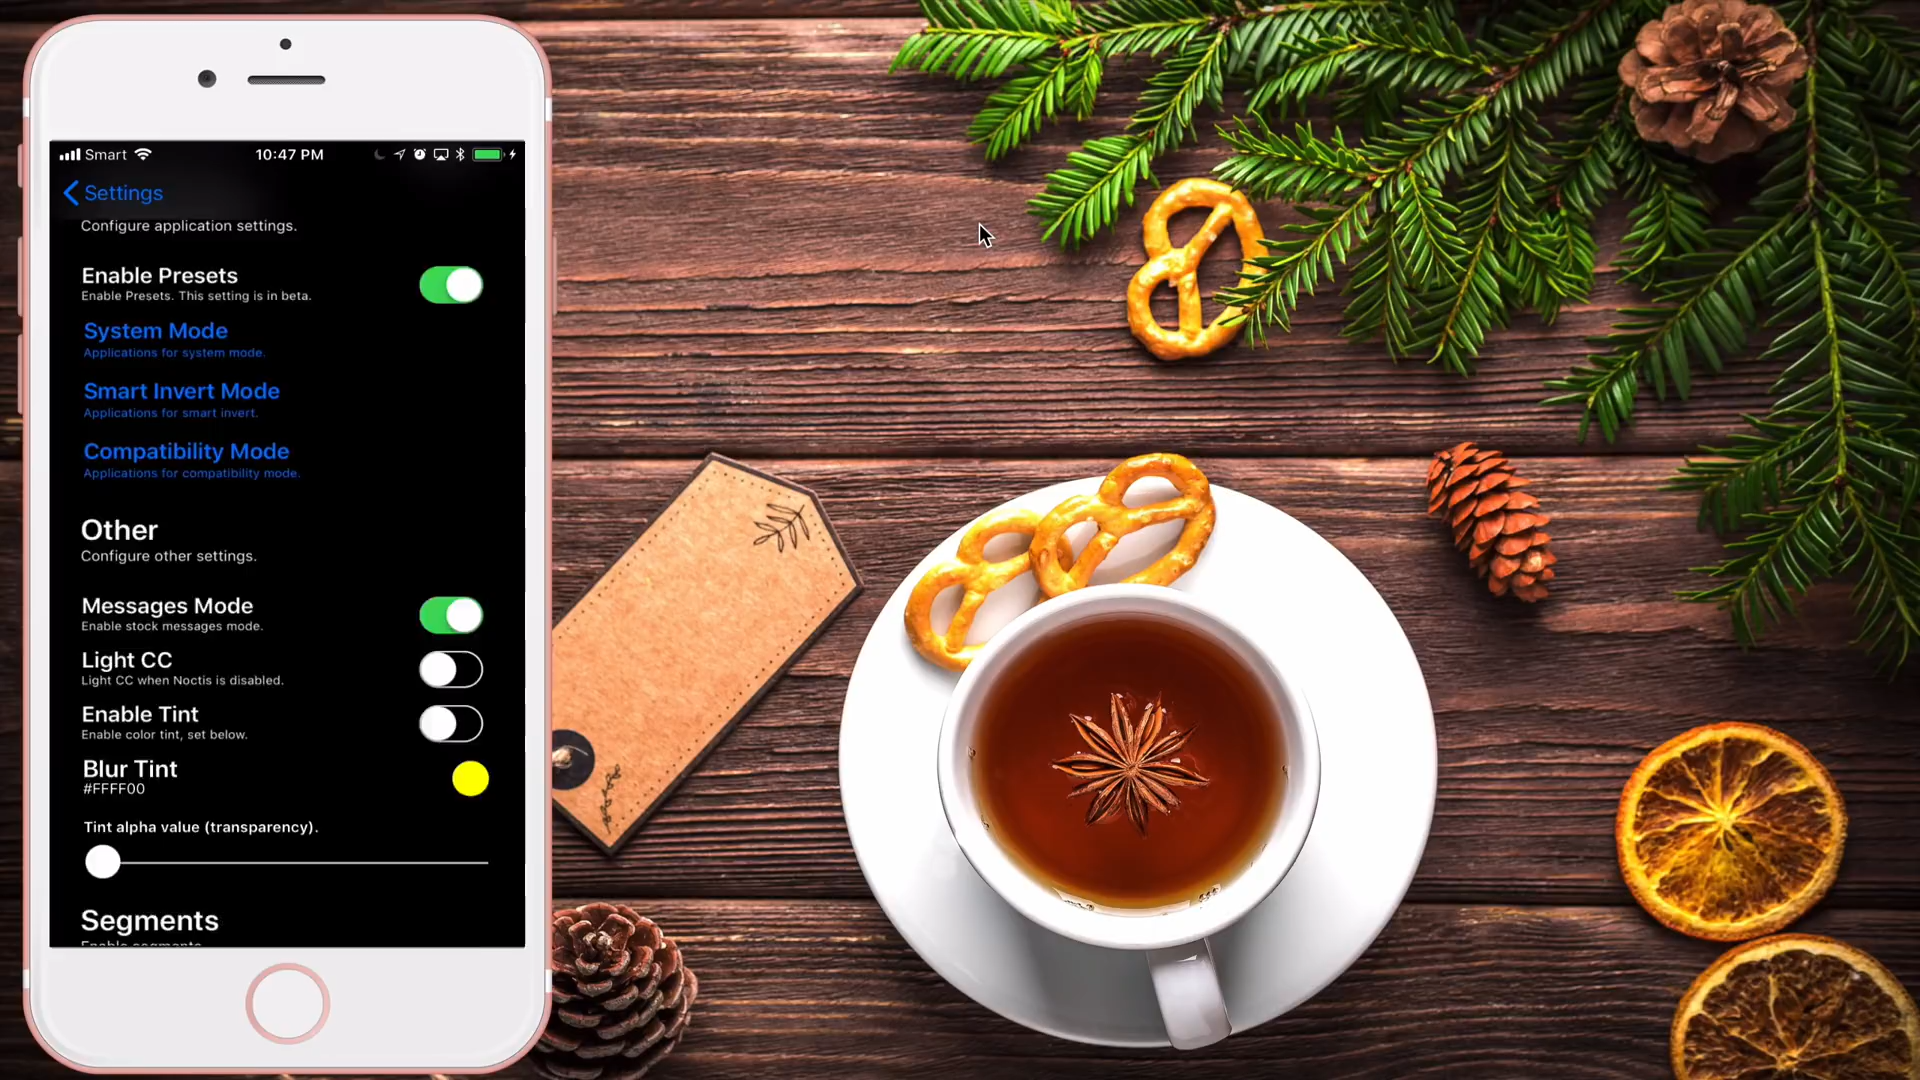 Smart 10:47 PM
Settings
Configure application settings.
Enable Presets
Enable Presets. This setting is in beta.
System Mode
Applications for system mode.
Smart Invert Mode
Applications for smart invert.
Compatibility Mode
Applications for compatibility mode.
Other
Configure other settings.
Messages Mode
Enable stock messages mode.
Light CC
Light CC when Noctis is disabled.
Enable Tint
Enable color tint, set below.
Blur Tint
#FFFF00
Tint alpha value (transparency).
Segments
Enable segments